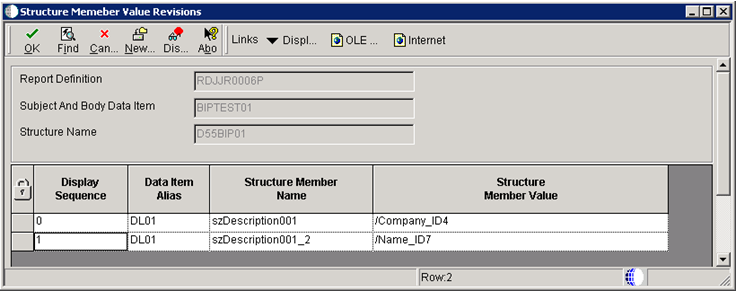 Structure Memeber Value Revisions
OK Find Can... New... Dis... Abo Links Displ... OLE ... Internet
Report Definition RDJJR0006P
Subject And Body Data Item BIPTEST01
Structure Name D55BIP01
Display Sequence Data Item Alias Structure Member Name Structure Member Value
0 DL01 szDescription001 /Company_ID4
1 DL01 szDescription001_2 /Name_ID7
Row:2